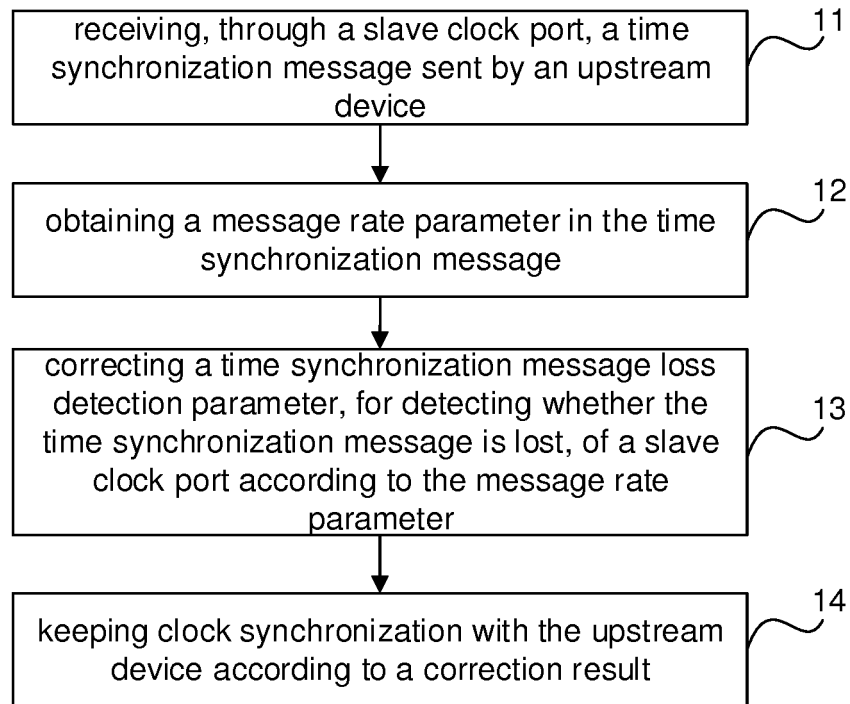 receiving, through a slave clock port, a time
synchronization message sent by an upstream
device
11
obtaining a message rate parameter in the time
synchronization message
12
correcting a time synchronization message loss
detection parameter, for detecting whether the
time synchronization message is lost, of a slave
clock port according to the message rate
parameter
13
keeping clock synchronization with the upstream
device according to a correction result
14